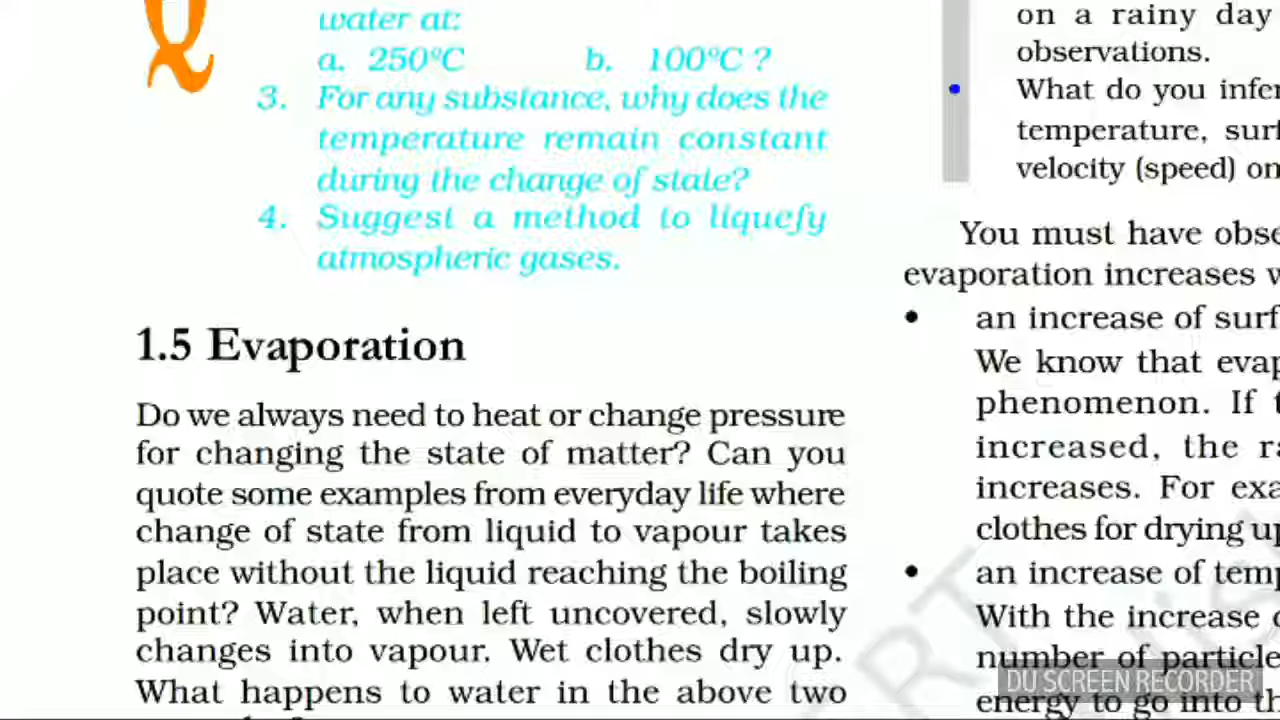 water at:
a. 250°C b. 100°C ?
3. For any substance, why does the
temperature remain constant
during the change of state?
4. Suggest a method to liquefy
atmospheric gases.
1.5 Evaporation
Do we always need to heat or change pressure
for changing the state of matter? Can you
quote some examples from everyday life where
change of state from liquid to vapour takes
place without the liquid reaching the boiling
point? Water, when left uncovered, slowly
changes into vapour. Wet clothes dry up.
What happens to water in the above two
on a rainy day
observations.
• What do you infer
temperature,
velocity (speed) on
You must have
evaporation increases
• an increase of
We know that
phenomenon. If
increased, the
increases. For
clothes for drying up
• an increase of
With the increase
number of particle
energy to go into
DU SCREEN RECORDER